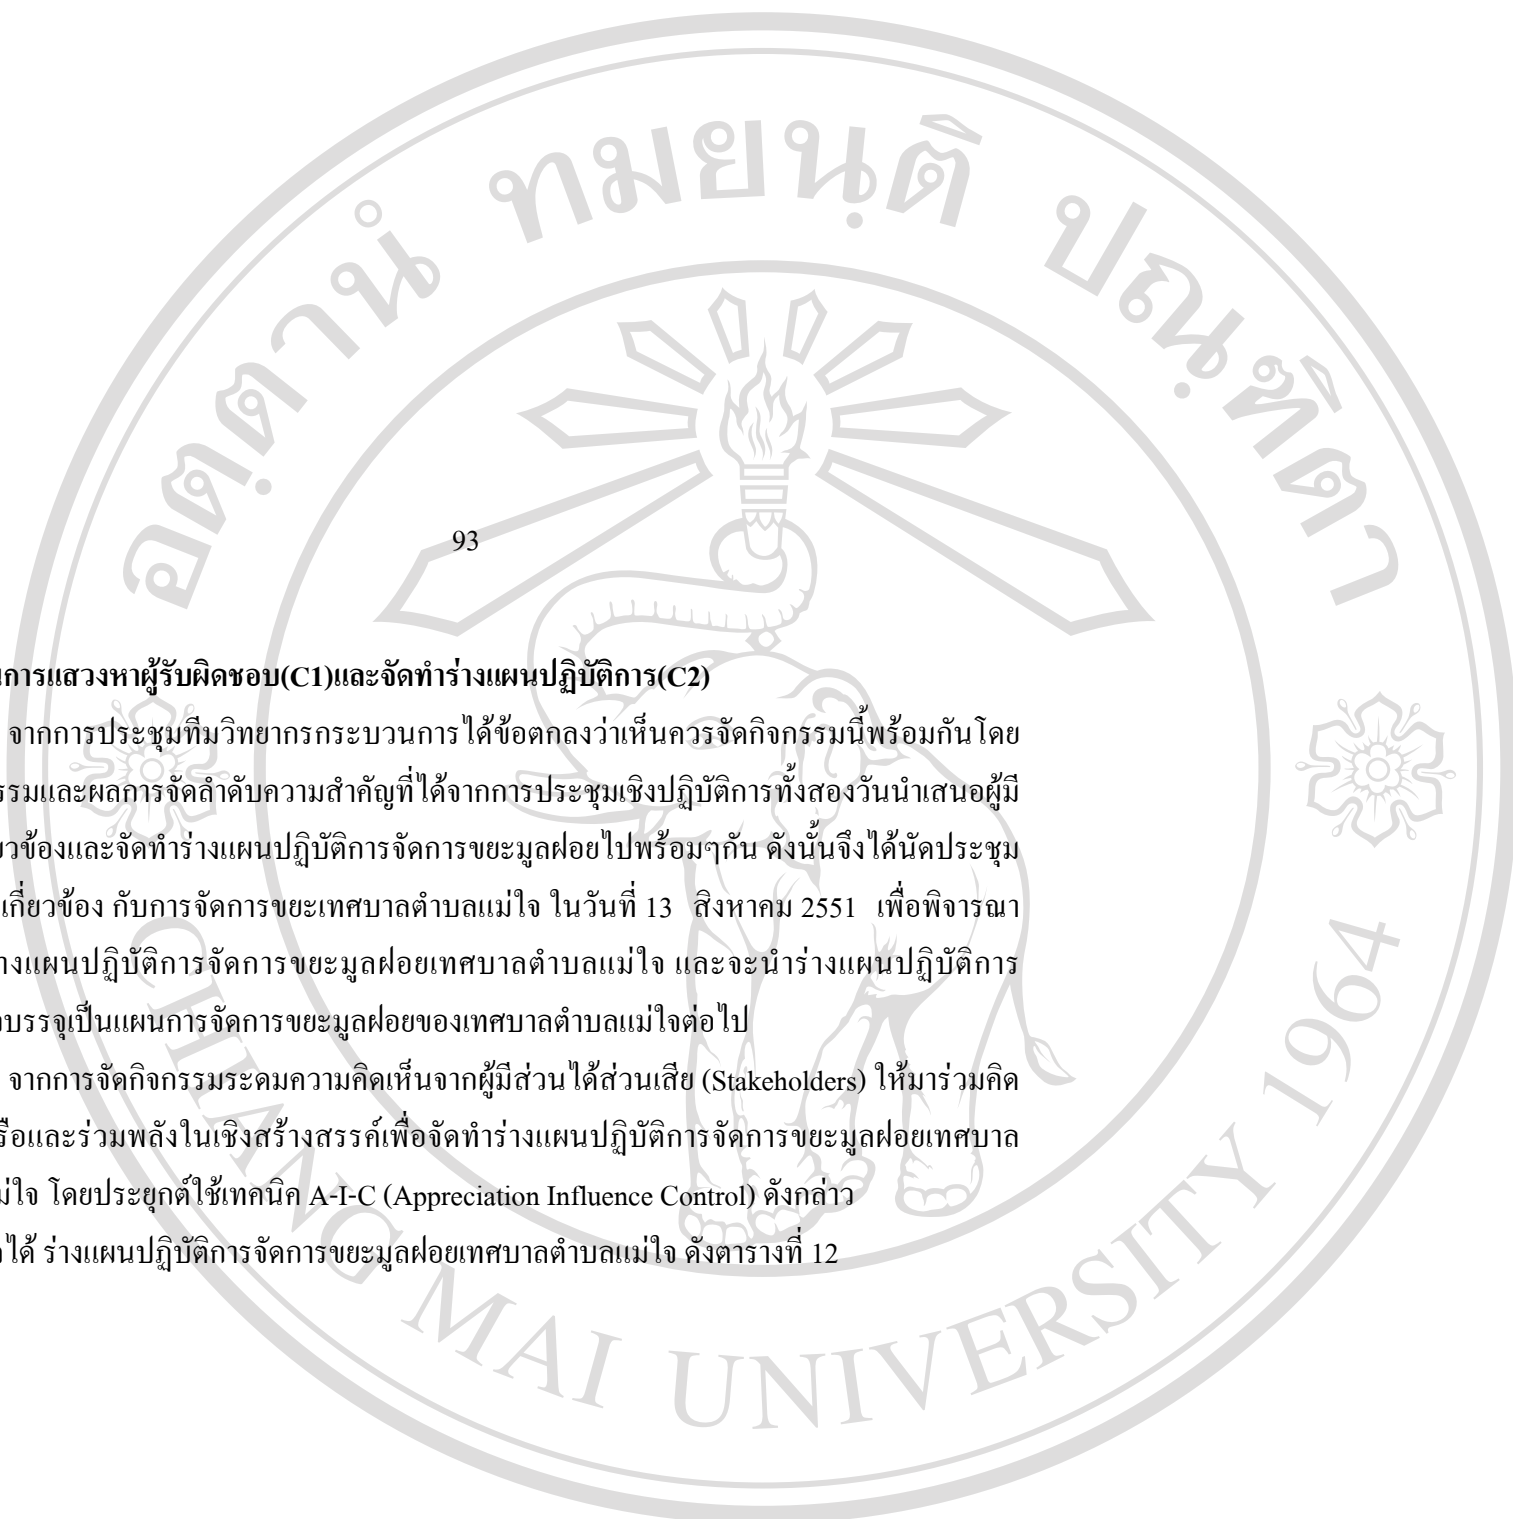 93
การแสวงหาผู้รับผิดชอบ(C1)และจัดทำร่างแผนปฏิบัติการ(C2)
จากการประชุมทีมวิทยากรกระบวนการได้ข้อตกลงว่าเห็นควรจัดกิจกรรมนี้พร้อมกันโดย
รรมและผลการจัดลำดับความสำคัญที่ได้จากการประชุมเชิงปฏิบัติการทั้งสองวันนำเสนอผู้มี
ยวข้องและจัดทำร่างแผนปฏิบัติการจัดการขยะมูลฝอยไปพร้อมๆกัน ดังนั้นจึงได้นัดประชุม
เกี่ยวข้อง กับการจัดการขยะเทศบาลตำบลแม่ใจ ในวันที่ 13 สิงหาคม 2551 เพื่อพิจารณา
างแผนปฏิบัติการจัดการขยะมูลฝอยเทศบาลตำบลแม่ใจ และจะนำร่างแผนปฏิบัติการ
บรรจุเป็นแผนการจัดการขยะมูลฝอยของเทศบาลตำบลแม่ใจต่อไป
จากการจัดกิจกรรมระดมความคิดเห็นจากผู้มีส่วนได้ส่วนเสีย (Stakeholders) ให้มาร่วมคิด
รือและร่วมพลังในเชิงสร้างสรรค์เพื่อจัดทำร่างแผนปฏิบัติการจัดการขยะมูลฝอยเทศบาล
ม่ใจ โดยประยุกต์ใช้เทคนิค A-I-C (Appreciation Influence Control) ดังกล่าว
ได้ ร่างแผนปฏิบัติการจัดการขยะมูลฝอยเทศบาลตำบลแม่ใจ ดังตารางที่ 12
อตฺตานํ ทมยนฺติ ปณฺฑิตา
CHIANG MAI UNIVERSITY 1964